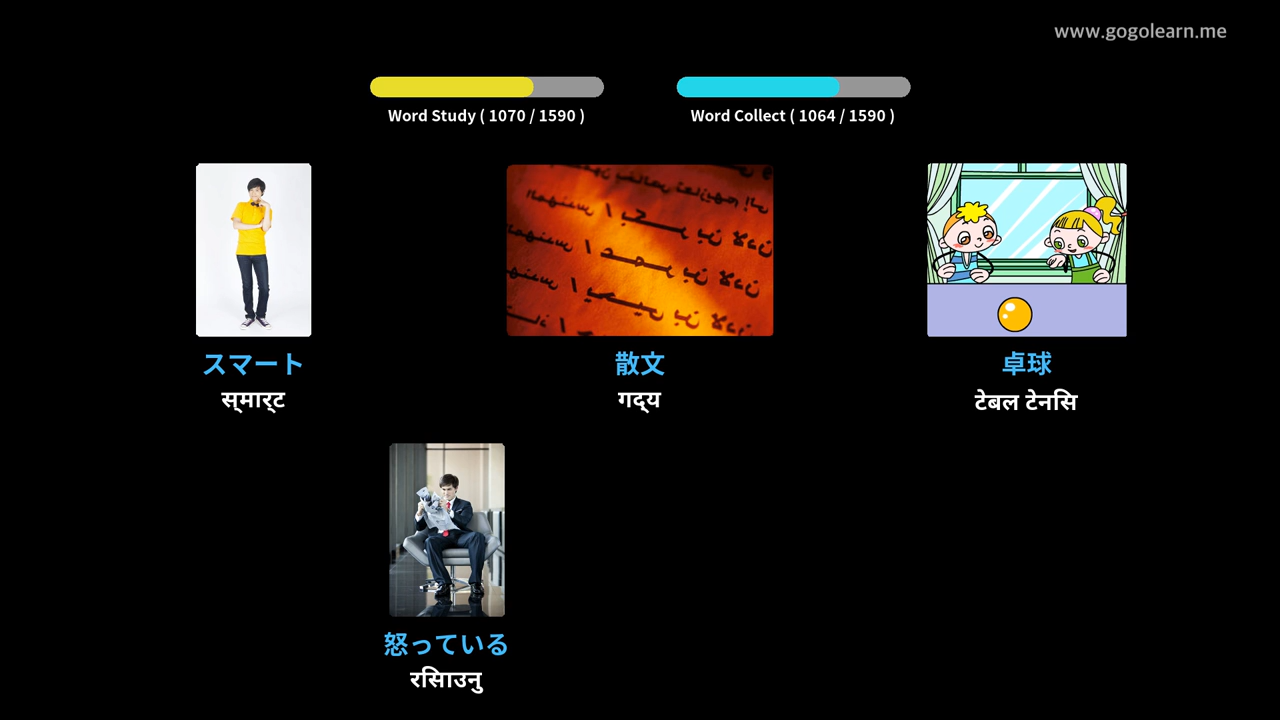 www.gogolearn.me
Word Study ( 1070 / 1590 )
Word Collect ( 1064 / 1590 )
スマート
स्मार्ट
散文
गद्य
卓球
टेबल टेनिस
怒っている
रिसाउनु